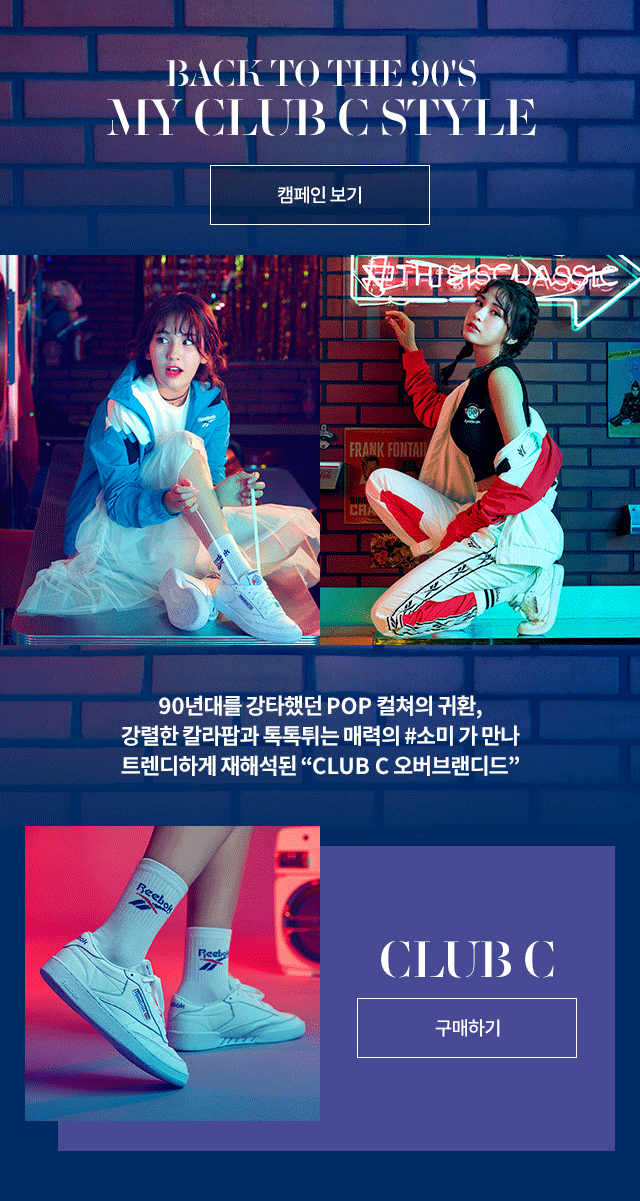 BACK TO THE 90'S
MY CLUB C STYLE
캠페인 보기
#THISISCLASSIC
Reebok
Reebok
FRANK FONTAIN
90년대를 강타했던 POP 컬쳐의 귀환,
강렬한 칼라팝과 톡톡튀는 매력의 #소미 가 만나
트렌디하게 재해석된 “CLUB C 오버브랜디드”
Reebok
Reebok
CLUB C
구매하기